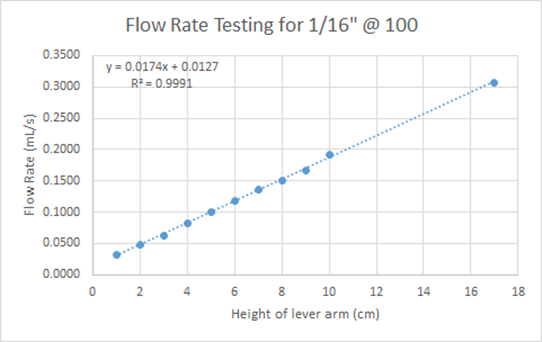 Flow Rate Testing for 1/16" @ 100
y = 0.0174x + 0.0127
R² = 0.9991
0.3500
0.3000
0.2500
0.2000
0.1500
0.1000
0.0500
0.0000
Flow Rate (mL/s)
0 2 4 6 8 10 12 14 16 18
Height of lever arm (cm)